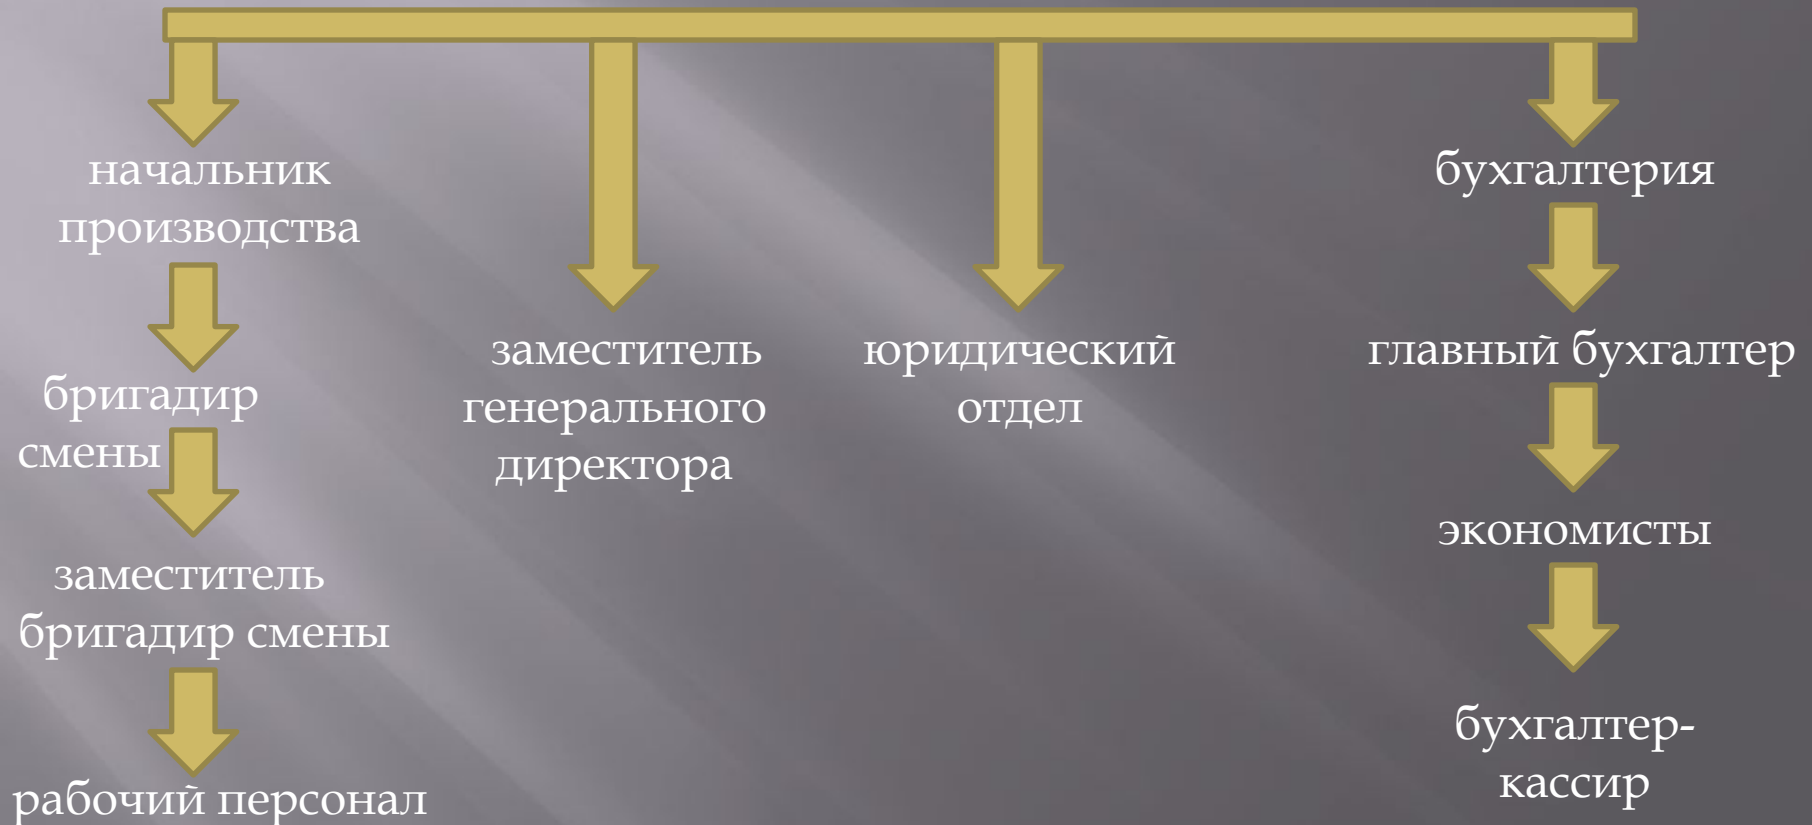 начальник
производства
бригадир
смены
заместитель
бригадир смены
рабочий персонал
заместитель
генерального
директора
юридический
отдел
бухгалтерия
главный бухгалтер
экономисты
бухгалтер-
кассир